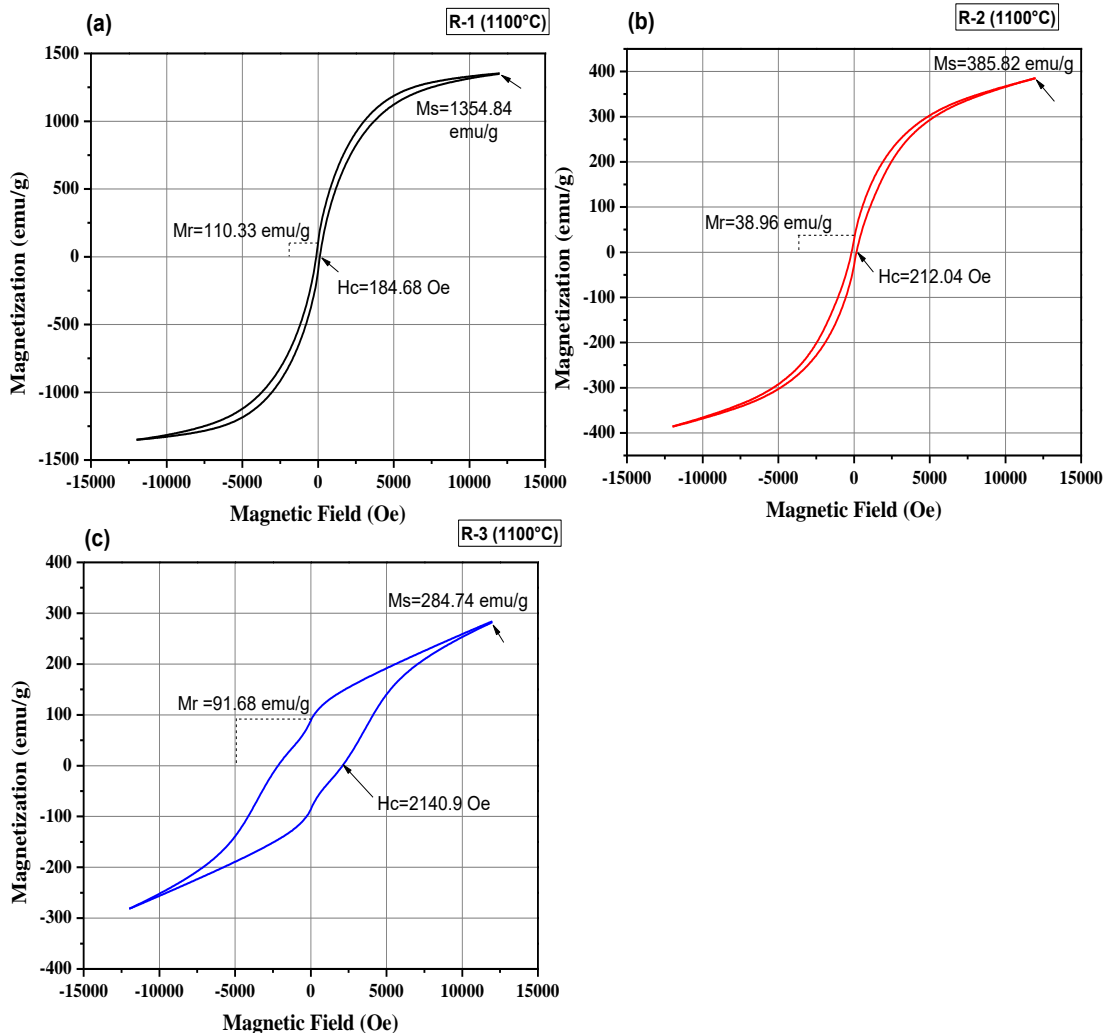 (a)
R-1 (1100°C)
1500
1000
500
0
-500
-1000
-1500
Magnetization (emu/g)
Ms=1354.84
emu/g
Mr=110.33 emu/g
Hc=184.68 Oe
-15000 -10000 -5000 0 5000 10000 15000
Magnetic Field (Oe)
(b)
R-2 (1100°C)
400
300
200
100
0
-100
-200
-300
-400
Magnetization (emu/g)
Ms=385.82 emu/g
Mr=38.96 emu/g
Hc=212.04 Oe
-15000 -10000 -5000 0 5000 10000 15000
Magnetic Field (Oe)
(c)
R-3 (1100°C)
400
300
200
100
0
-100
-200
-300
-400
Magnetization (emu/g)
Ms=284.74 emu/g
Mr =91.68 emu/g
Hc=2140.9 Oe
-15000 -10000 -5000 0 5000 10000 15000
Magnetic Field (Oe)